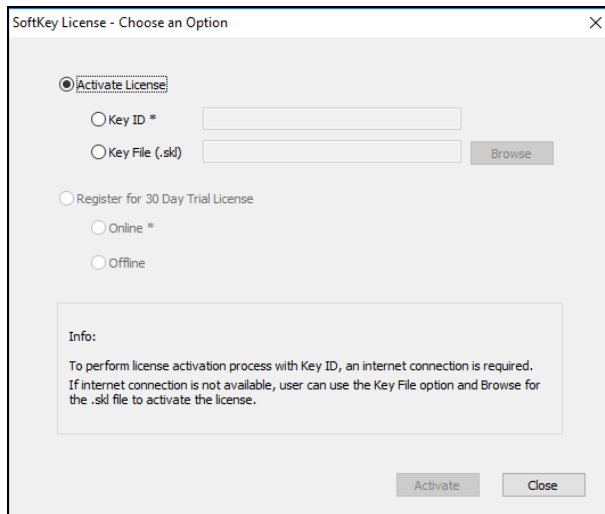 SoftKey License - Choose an Option
Activate License
Key ID *
Key File (.skl)
Browse
Register for 30 Day Trial License
Online *
Offline
Info:
To perform license activation process with Key ID, an internet connection is required.
If internet connection is not available, user can use the Key File option and Browse for
the .skl file to activate the license.
Activate
Close